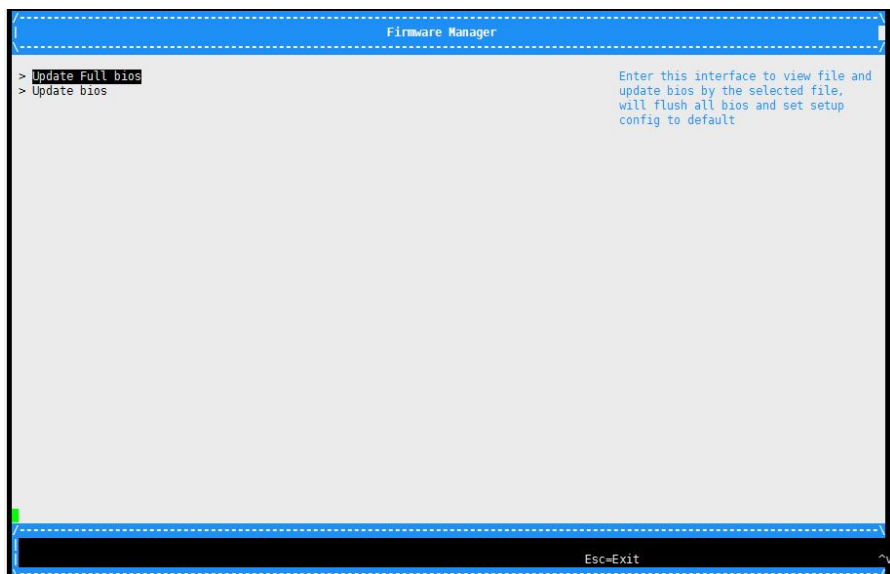 Firmware Manager
> Update Full bios
> Update bios
Enter this interface to view file and
update bios by the selected file,
will flush all bios and set setup
config to default
Esc=Exit
^v